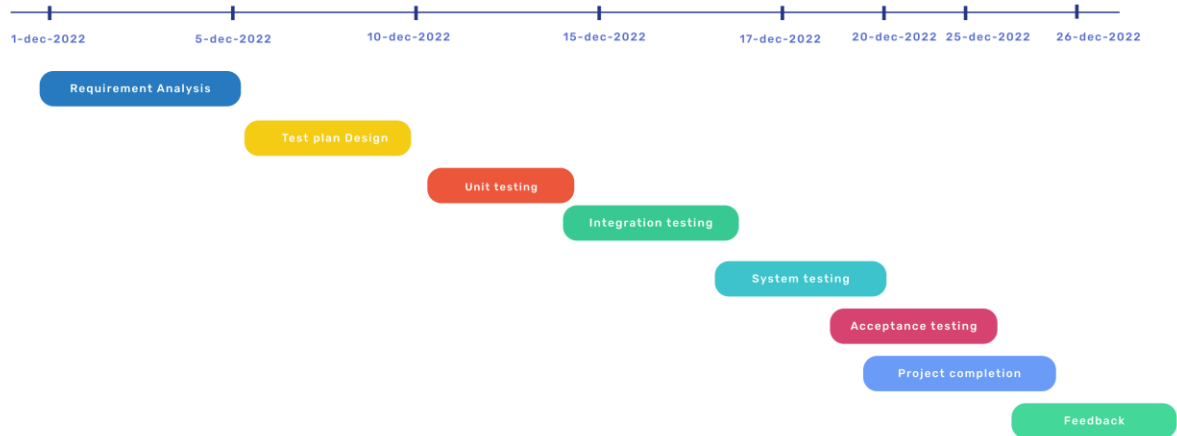 1-dec-2022 5-dec-2022 10-dec-2022 15-dec-2022 17-dec-2022 20-dec-2022 25-dec-2022 26-dec-2022
Requirement Analysis
Test plan Design
Unit testing
Integration testing
System testing
Acceptance testing
Project completion
Feedback